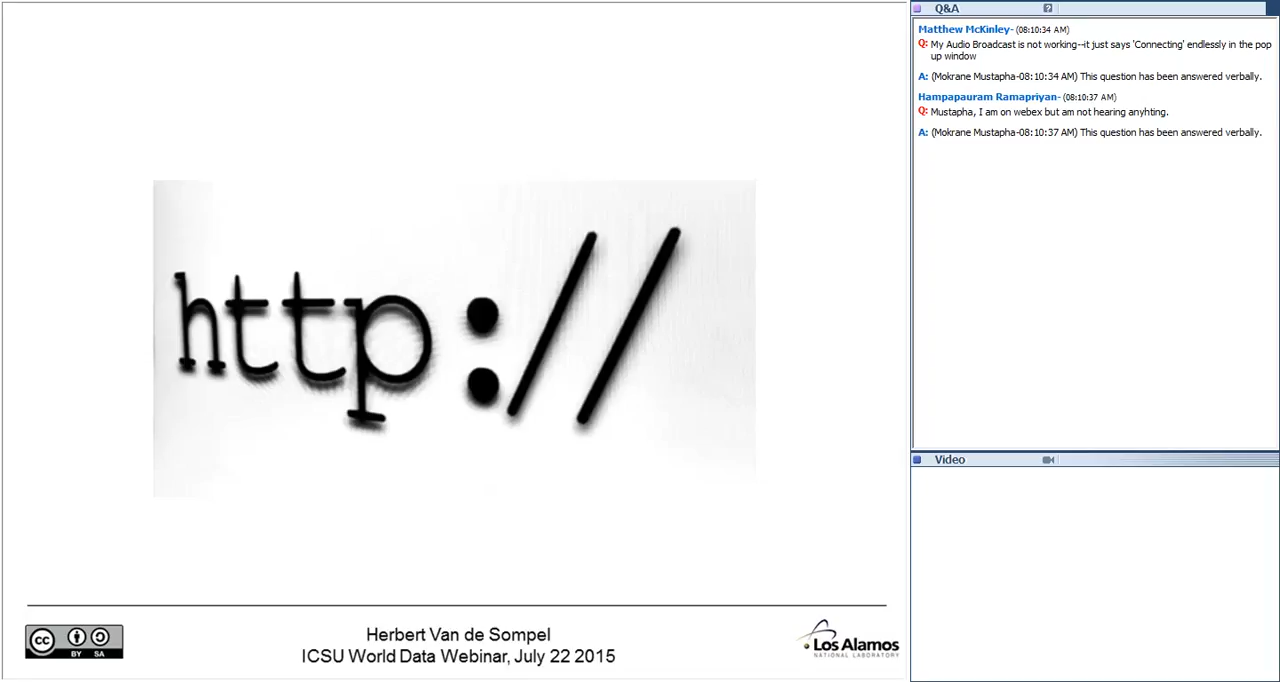 http://
cc BY SA
Herbert Van de Sompel
ICSU World Data Webinar, July 22 2015
Los Alamos
NATIONAL LABORATORY
Q&A
?
Matthew McKinley- (08:10:34 AM)
Q: My Audio Broadcast is not working--it just says 'Connecting' endlessly in the pop
up window
A: (Mokrane Mustapha-08:10:34 AM) This question has been answered verbally.
Hampapauram Ramapriyan- (08:10:37 AM)
Q: Mustapha, I am on webex but am not hearing anyhting.
A: (Mokrane Mustapha-08:10:37 AM) This question has been answered verbally.
Video